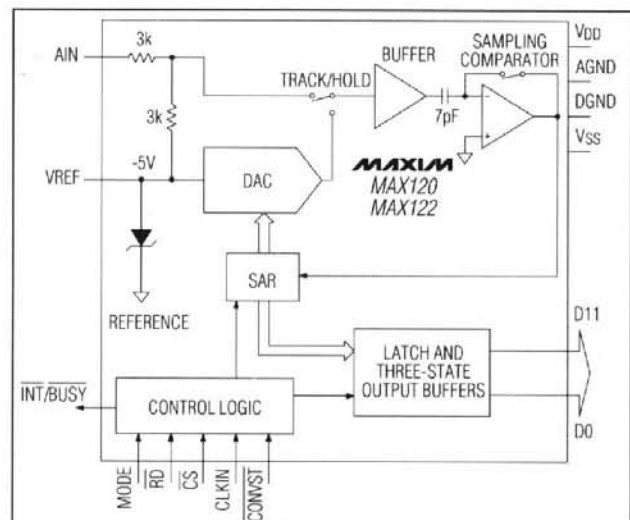 AIN
3k
3k
BUFFER
SAMPLING
COMPARATOR
TRACK/HOLD
7pF
-
+
VDD
AGND
DGND
VSS
VREF
-5V
DAC
MAXIM
MAX120
MAX122
SAR
REFERENCE
D11
LATCH AND
THREE-STATE
OUTPUT BUFFERS
D0
INT/BUSY
CONTROL LOGIC
MODE
RD
CS
CLKIN
CONVST